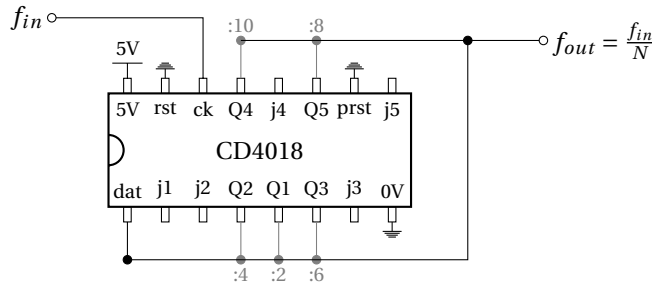 f_in :10 :8 f_out = f_in/N
5V
5V rst ck Q4 j4 Q5 prst j5
CD4018
dat j1 j2 Q2 Q1 Q3 j3 0V
:4 :2 :6